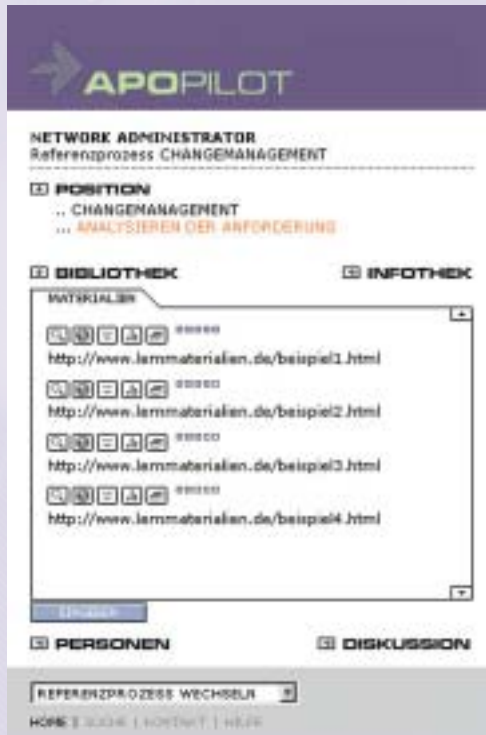 APOPILOT
NETWORK ADMINISTRATOR
Referenzprozess CHANGEMANAGEMENT
POSITION
.. CHANGEMANAGEMENT
... ANALYSIEREN DER ANFORDERUNG
BIBLIOTHEK INFOTHEK
MATERIALIEN
http://www.lernmaterialien.de/beispiel1.html
http://www.lernmaterialien.de/beispiel2.html
http://www.lernmaterialien.de/beispiel3.html
http://www.lernmaterialien.de/beispiel4.html
PERSONEN DISKUSSION
REFERENZPROZESS WECHSELN
HOME | SUCHE | KONTAKT | HILFE